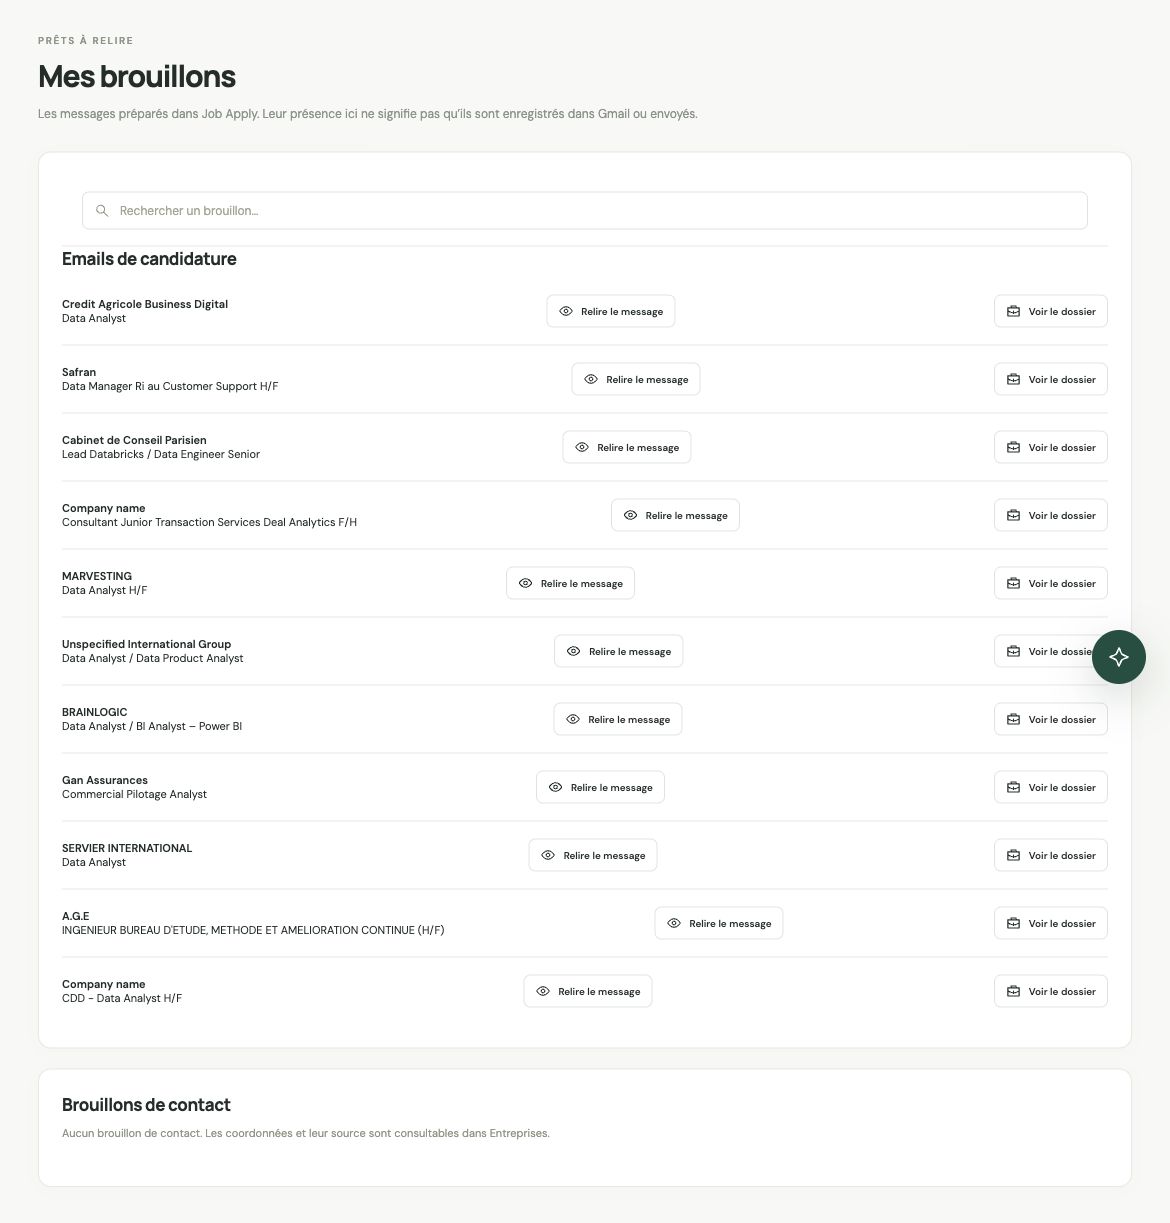 PRÊTS À RELIRE
Mes brouillons
Les messages préparés dans Job Apply. Leur présence ici ne signifie pas qu’ils sont enregistrés dans Gmail ou envoyés.
Rechercher un brouillon…
Emails de candidature
Credit Agricole Business Digital
Data Analyst
Relire le message
Voir le dossier
Safran
Data Manager Ri au Customer Support H/F
Relire le message
Voir le dossier
Cabinet de Conseil Parisien
Lead Databricks / Data Engineer Senior
Relire le message
Voir le dossier
Company name
Consultant Junior Transaction Services Deal Analytics F/H
Relire le message
Voir le dossier
MARVESTING
Data Analyst H/F
Relire le message
Voir le dossier
Unspecified International Group
Data Analyst / Data Product Analyst
Relire le message
Voir le dossie
BRAINLOGIC
Data Analyst / BI Analyst – Power BI
Relire le message
Voir le dossier
Gan Assurances
Commercial Pilotage Analyst
Relire le message
Voir le dossier
SERVIER INTERNATIONAL
Data Analyst
Relire le message
Voir le dossier
A.G.E
INGENIEUR BUREAU D'ETUDE, METHODE ET AMELIORATION CONTINUE (H/F)
Relire le message
Voir le dossier
Company name
CDD - Data Analyst H/F
Relire le message
Voir le dossier
Brouillons de contact
Aucun brouillon de contact. Les coordonnées et leur source sont consultables dans Entreprises.